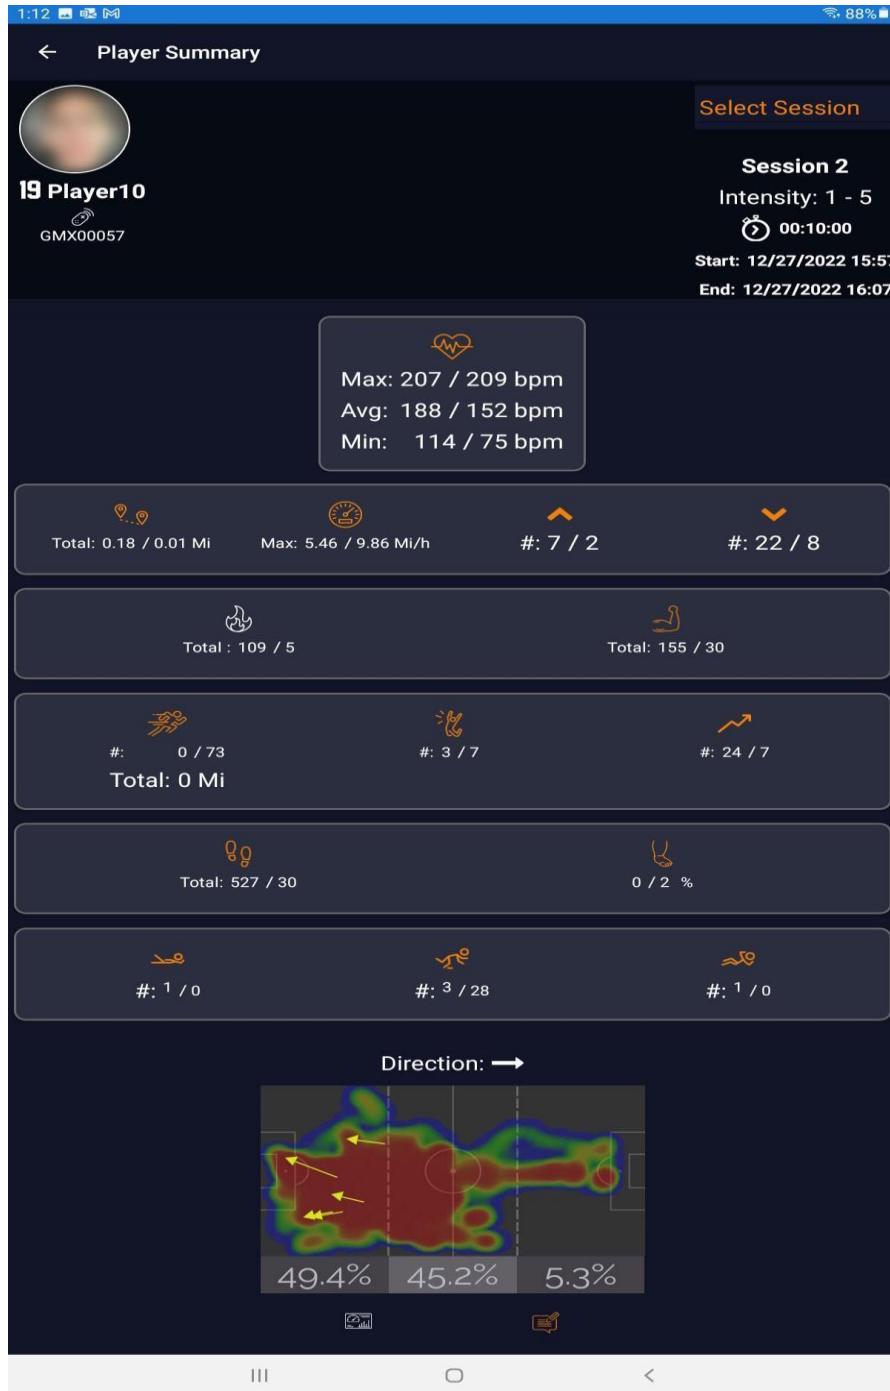 1:12
88%
Player Summary
Select Session
19 Player10
GMX00057
Session 2
Intensity: 1 - 5
00:10:00
Start: 12/27/2022 15:57
End: 12/27/2022 16:07
Max: 207 / 209 bpm
Avg: 188 / 152 bpm
Min: 114 / 75 bpm
Total: 0.18 / 0.01 Mi
Max: 5.46 / 9.86 Mi/h
#: 7 / 2
#: 22 / 8
Total : 109 / 5
Total: 155 / 30
#: 0 / 73
#: 3 / 7
#: 24 / 7
Total: 0 Mi
Total: 527 / 30
0 / 2 %
#: 1 / 0
#: 3 / 28
#: 1 / 0
Direction:
49.4% 45.2% 5.3%